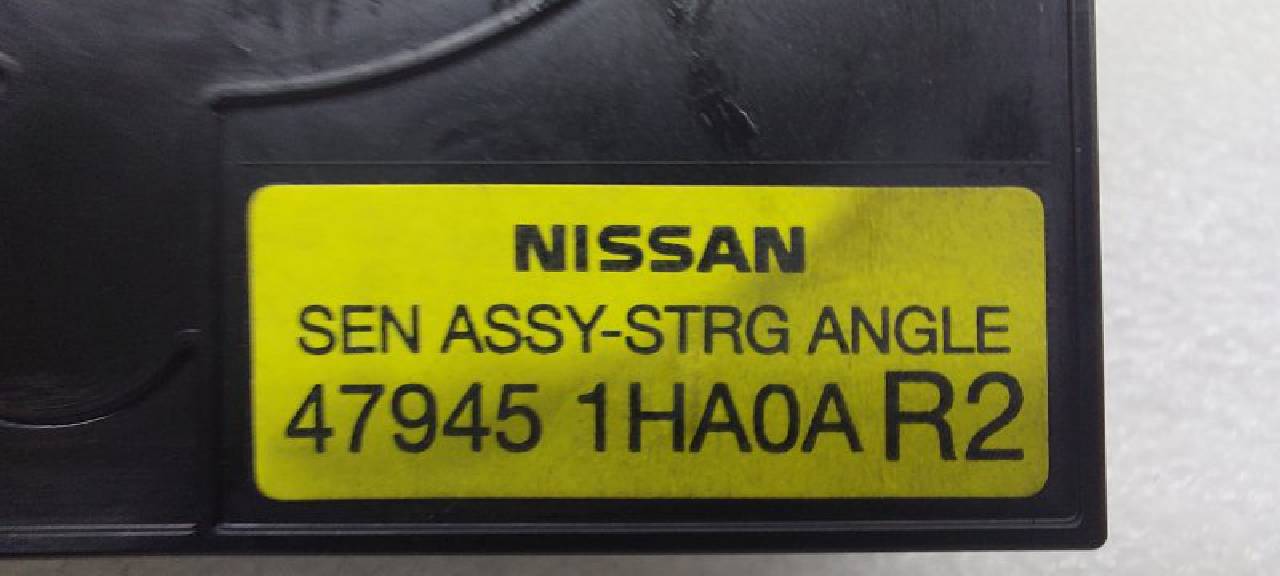 NISSAN
SEN ASSY-STRG ANGLE
47945 1HA0A R2